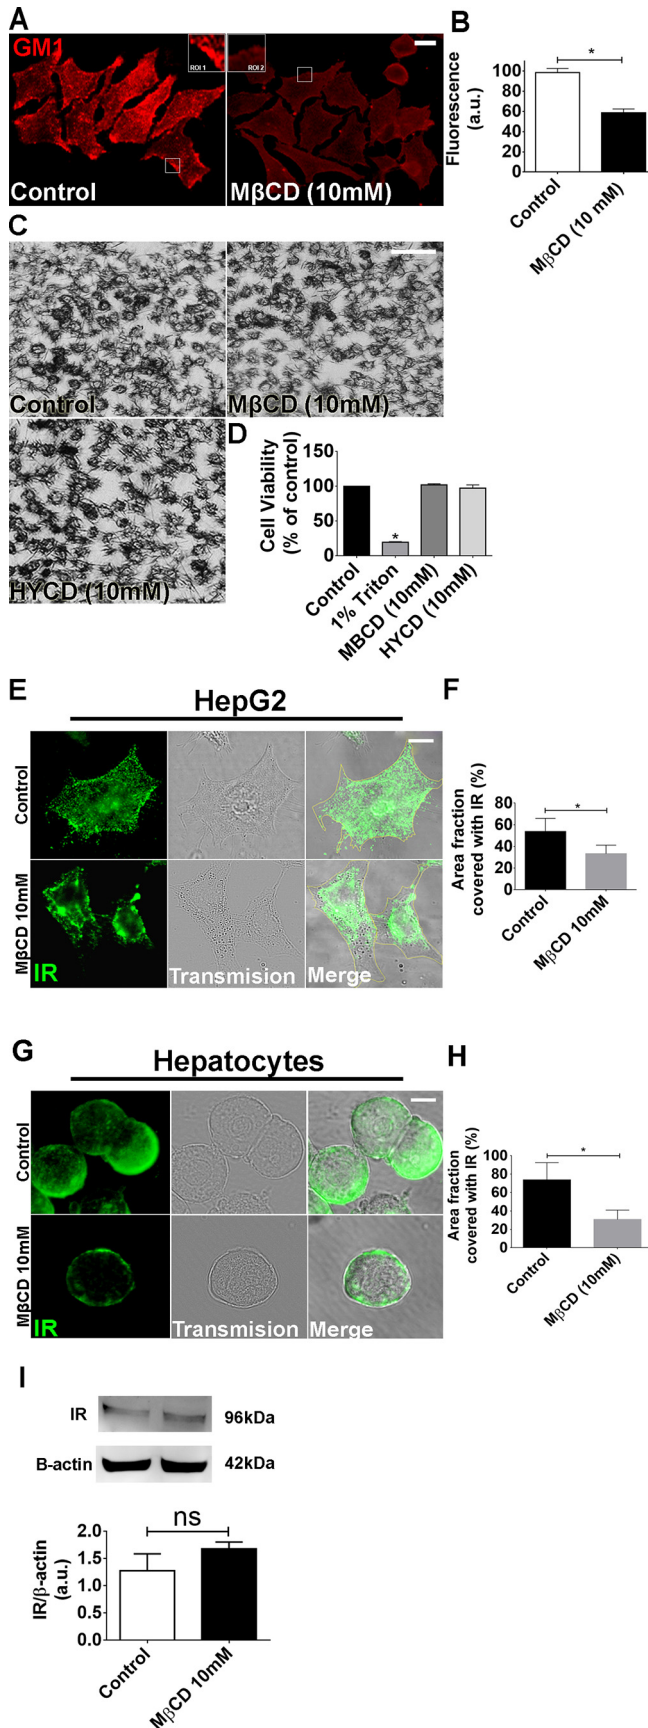 A
GM1
ROI 1
ROI 2
Control
MβCD (10mM)
B
Fluorescence
(a.u.)
100
80
60
40
20
0
*
Control
MβCD (10 mM)
C
Control
MβCD (10mM)
HYCD (10mM)
D
Cell Viability
(% of control)
150
100
50
0
*
Control
1% Triton
MBCD (10mM)
HYCD (10mM)
E
HepG2
Control
MβCD 10mM
IR
Transmision
Merge
F
Area fraction
covered with IR (%)
80
60
40
20
0
*
Control
MβCD 10mM
G
Hepatocytes
Control
MβCD 10mM
IR
Transmision
Merge
H
Area fraction
covered with IR (%)
100
80
60
40
20
0
*
Control
MβCD (10mM)
I
IR
96kDa
B-actin
42kDa
IR/β-actin
(a.u.)
2.0
1.5
1.0
0.5
0.0
ns
Control
MβCD 10mM